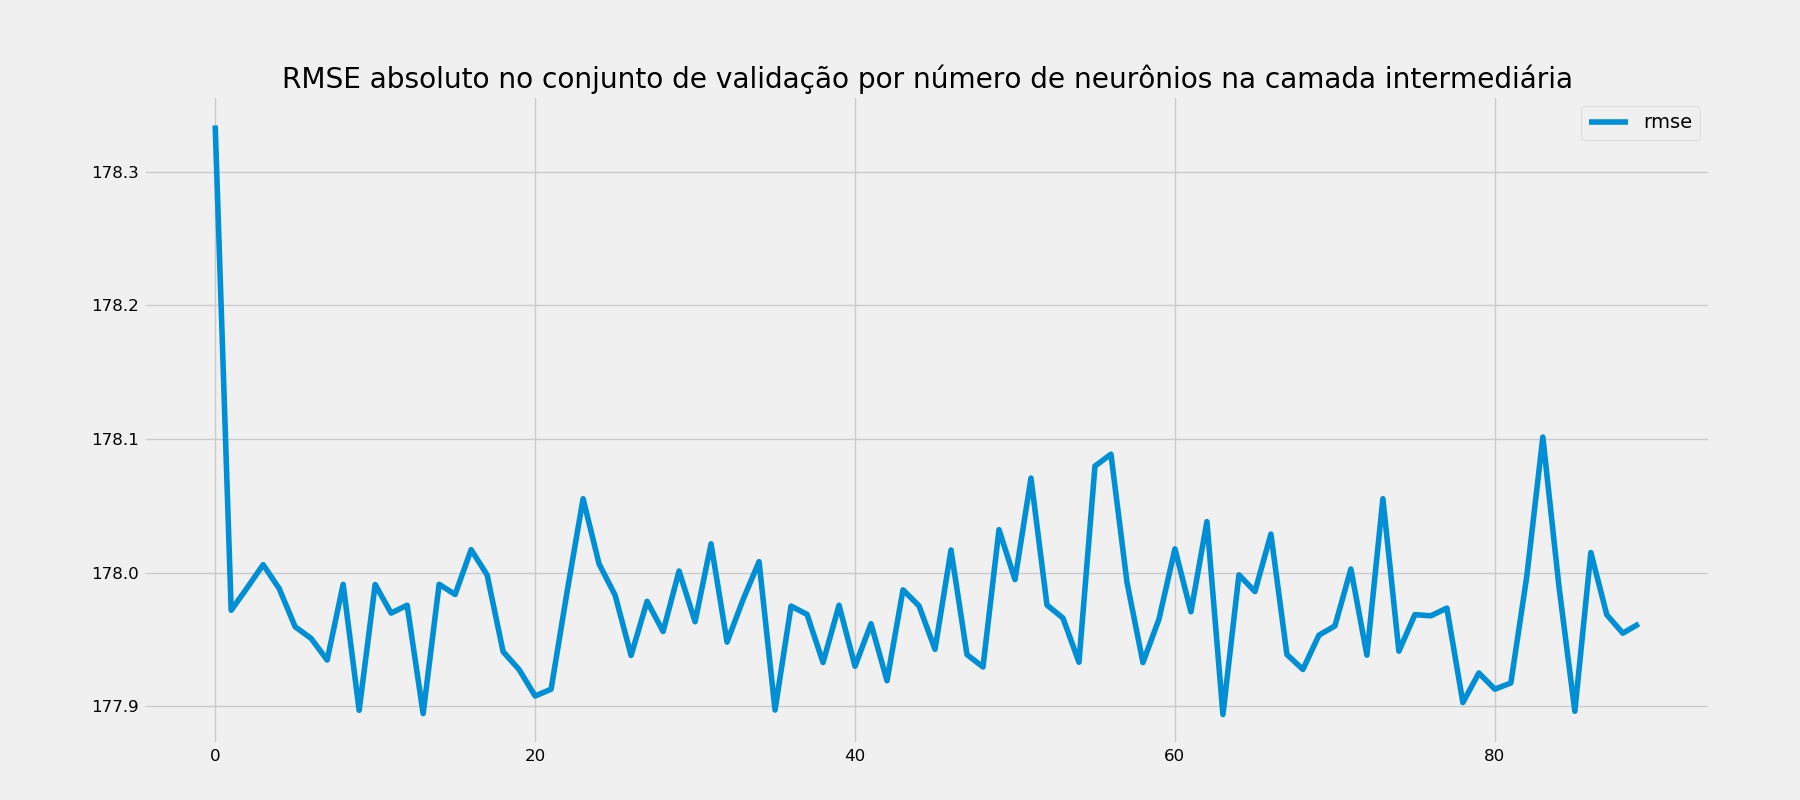 RMSE absoluto no conjunto de validação por número de neurônios na camada intermediária
rmse
178.3
178.2
178.1
178.0
177.9
0 20 40 60 80